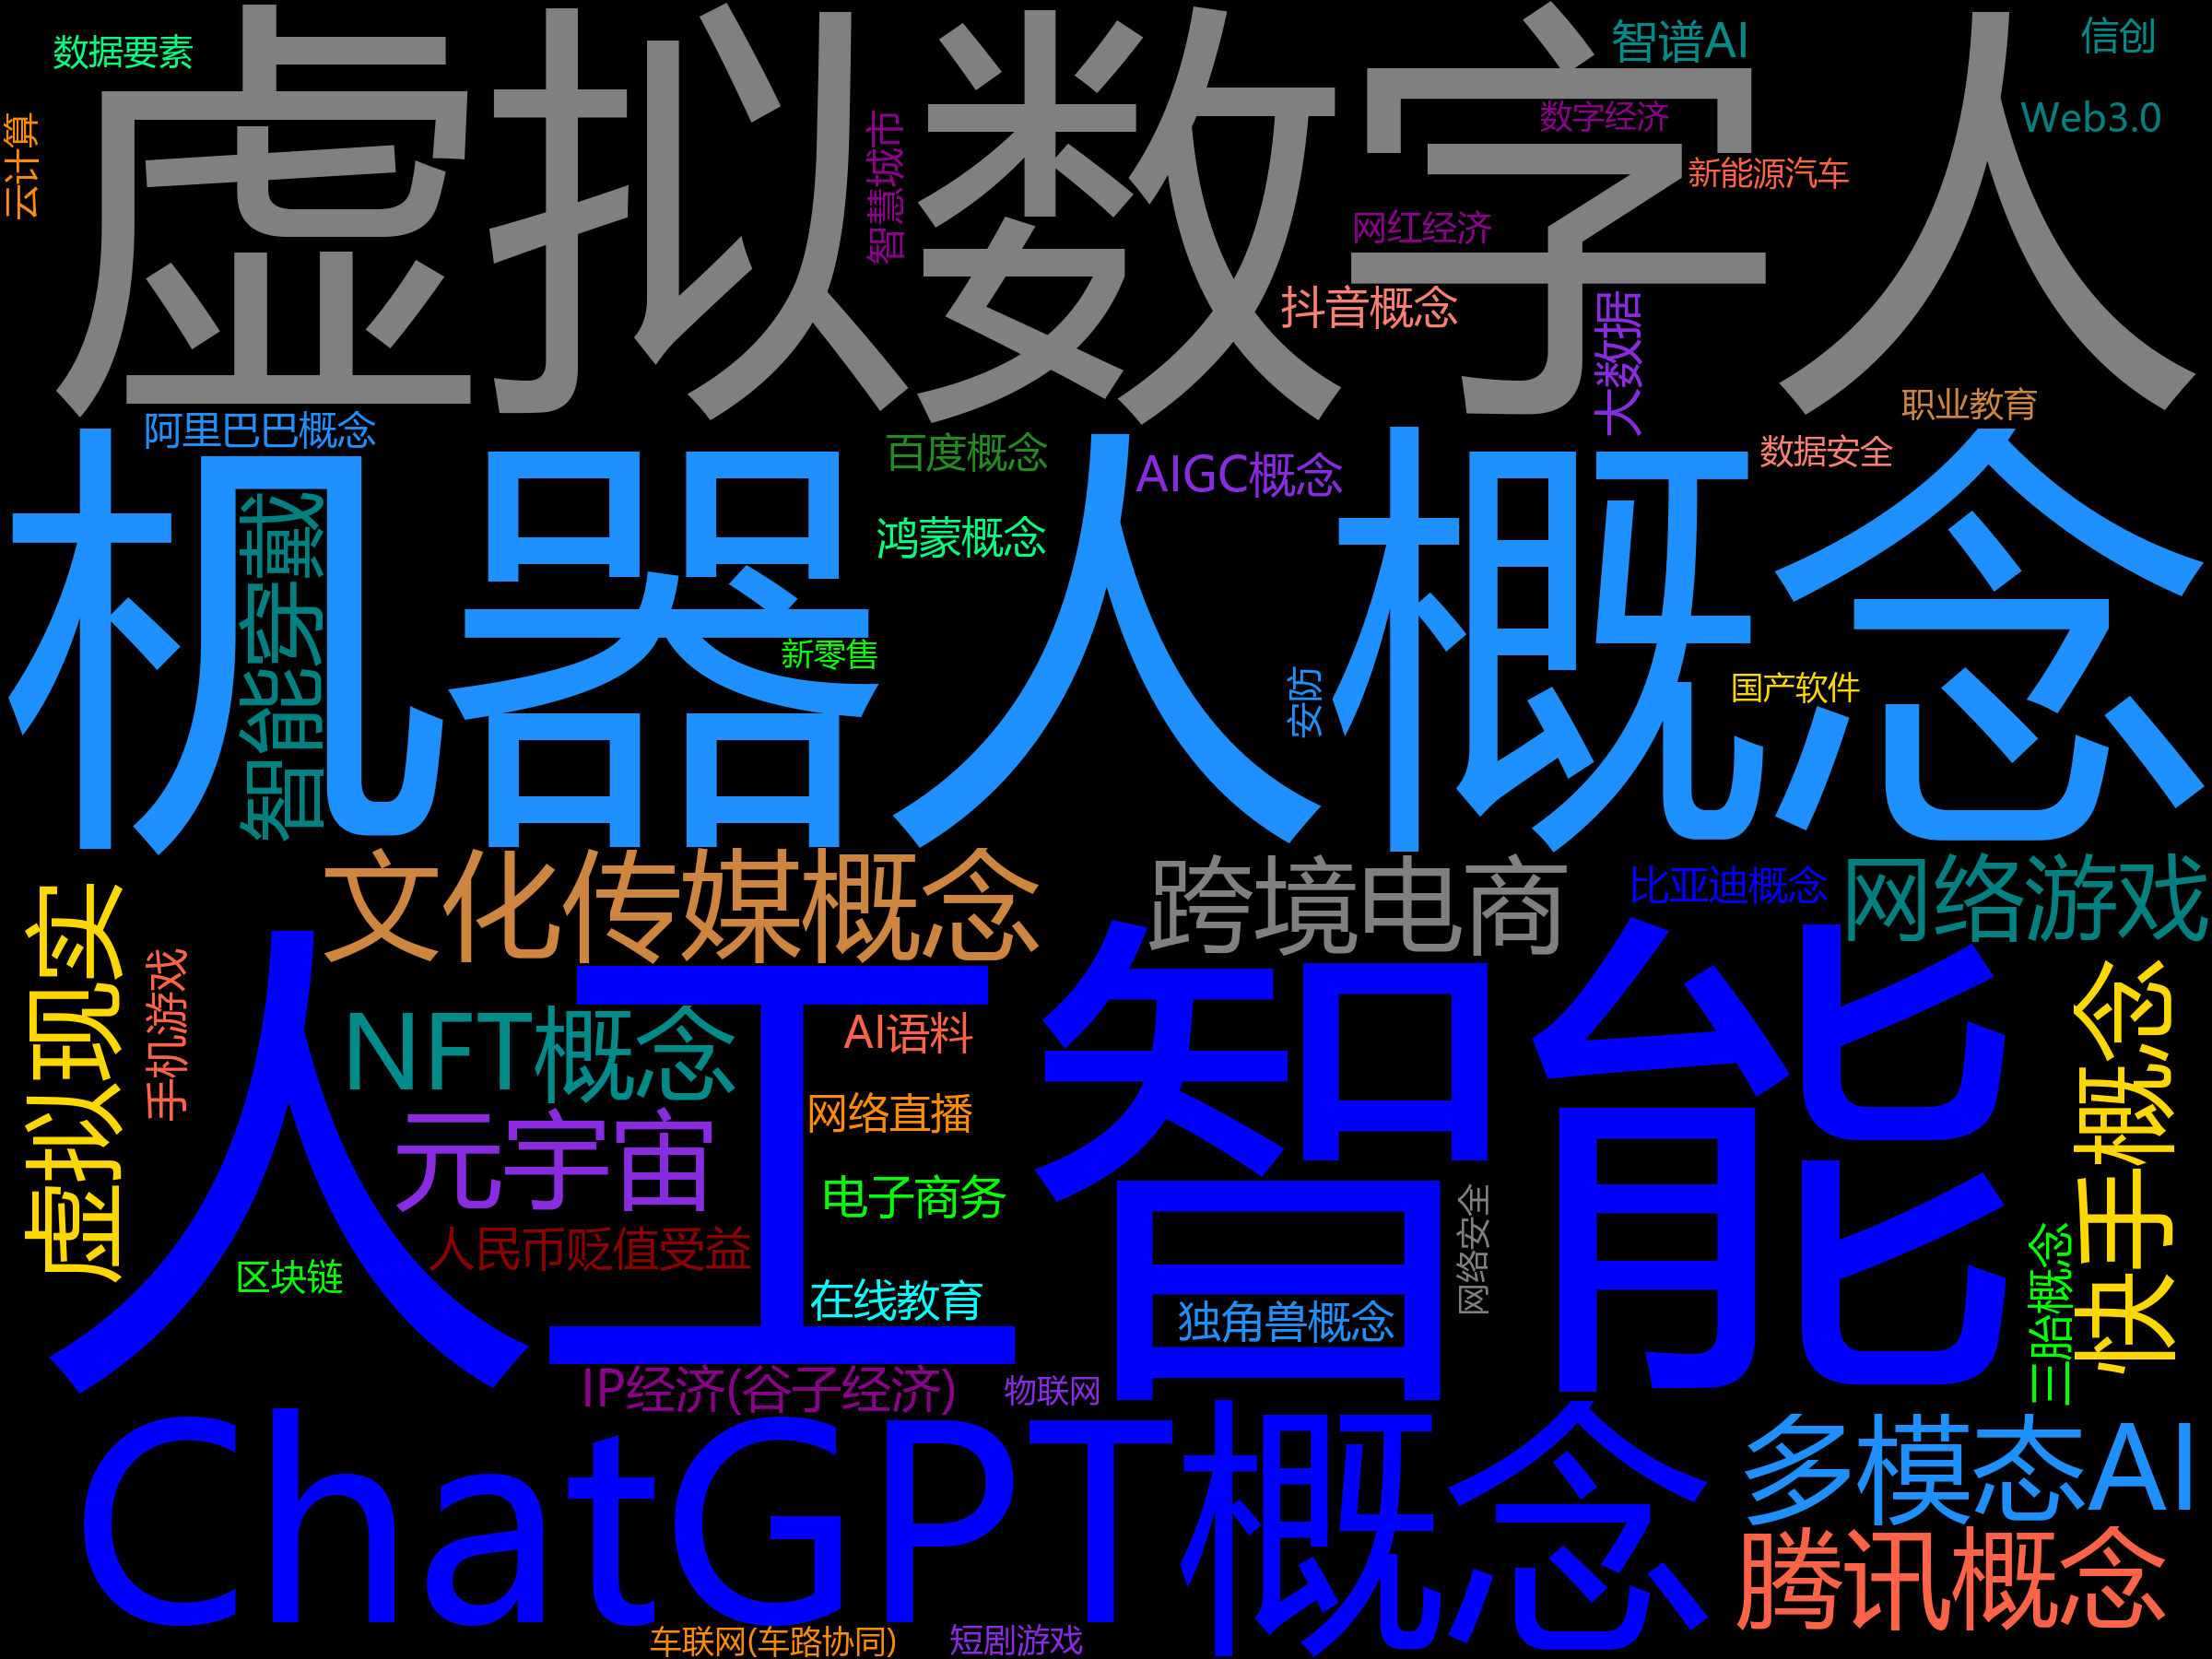 虚拟数字人
数据要素
智谱AI
信创
Web3.0
云计算
智慧城市
数字经济
新能源汽车
网红经济
抖音概念
大数据
职业教育
阿里巴巴概念
百度概念
AIGC概念
数据安全
机器人概念
智能穿戴
鸿蒙概念
新零售
安防
国产软件
文化传媒概念
跨境电商
比亚迪概念
网络游戏
虚拟现实
手机游戏
人工智能
NFT概念
AI语料
快手概念
网络直播
元宇宙
电子商务
网络安全
人民币贬值受益
区块链
在线教育
独角兽概念
三胎概念
IP经济(谷子经济)
物联网
ChatGPT概念
多模态AI
腾讯概念
车联网(车路协同)
短剧游戏